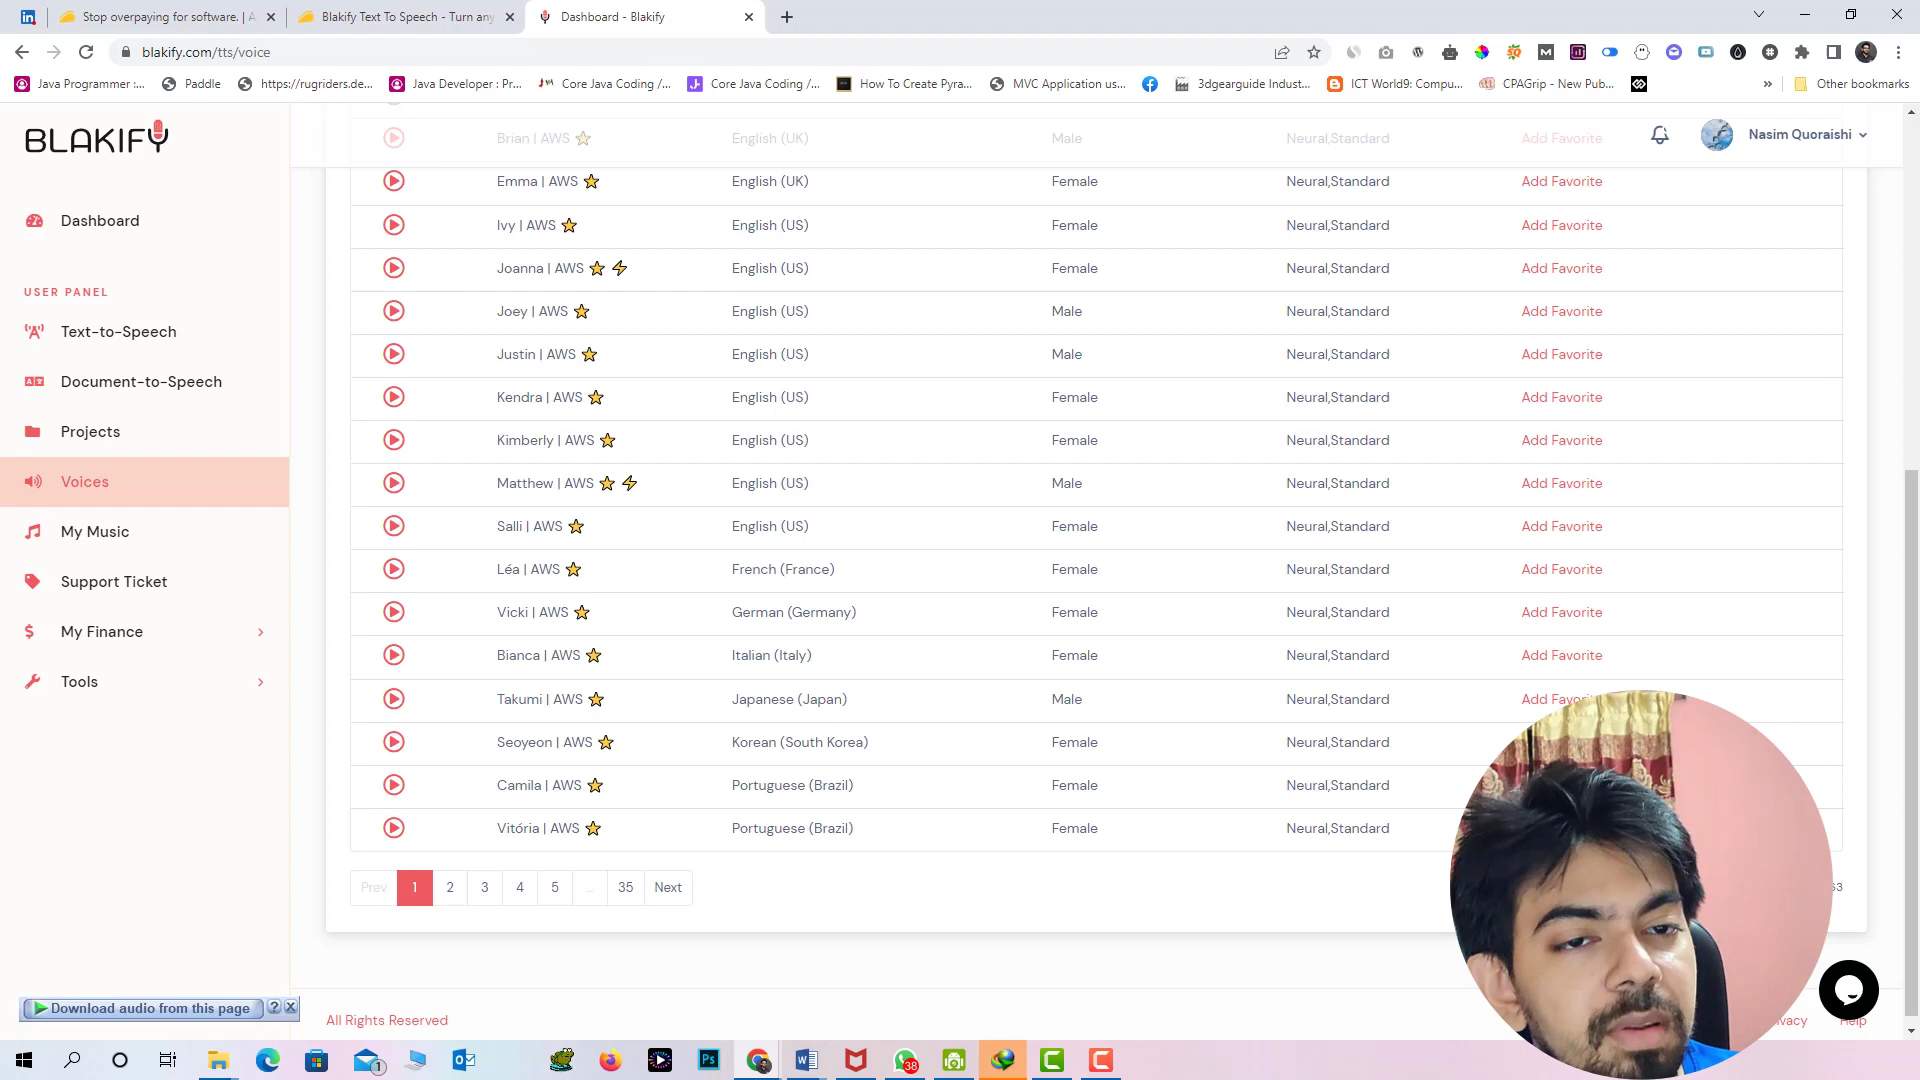 Stop overpaying for software. | A
Blakify Text To Speech - Turn any
Dashboard - Blakify
blakify.com/tts/voice
Java Programmer :...
Paddle
https://rugriders.de...
Java Developer : Pr...
Core Java Coding /...
Core Java Coding /...
How To Create Pyra...
MVC Application us...
3dgearguide Indust...
ICT World9: Compu...
CPAGrip - New Pub...
Other bookmarks
BLAKIFY
Nasim Quoraishi
Dashboard
USER PANEL
Text-to-Speech
Document-to-Speech
Projects
Voices
My Music
Support Ticket
My Finance
Tools
Brian | AWS English (UK) Male Neural,Standard Add Favorite
Emma | AWS English (UK) Female Neural,Standard Add Favorite
Ivy | AWS English (US) Female Neural,Standard Add Favorite
Joanna | AWS English (US) Female Neural,Standard Add Favorite
Joey | AWS English (US) Male Neural,Standard Add Favorite
Justin | AWS English (US) Male Neural,Standard Add Favorite
Kendra | AWS English (US) Female Neural,Standard Add Favorite
Kimberly | AWS English (US) Female Neural,Standard Add Favorite
Matthew | AWS English (US) Male Neural,Standard Add Favorite
Salli | AWS English (US) Female Neural,Standard Add Favorite
Léa | AWS French (France) Female Neural,Standard Add Favorite
Vicki | AWS German (Germany) Female Neural,Standard Add Favorite
Bianca | AWS Italian (Italy) Female Neural,Standard Add Favorite
Takumi | AWS Japanese (Japan) Male Neural,Standard Add
Seoyeon | AWS Korean (South Korea) Female Neural,Standard
Camila | AWS Portuguese (Brazil) Female Neural,Standard
Vitória | AWS Portuguese (Brazil) Female Neural,Standard
Prev 1 2 3 4 5 ... 35 Next
Download audio from this page
All Rights Reserved
Help
38
1